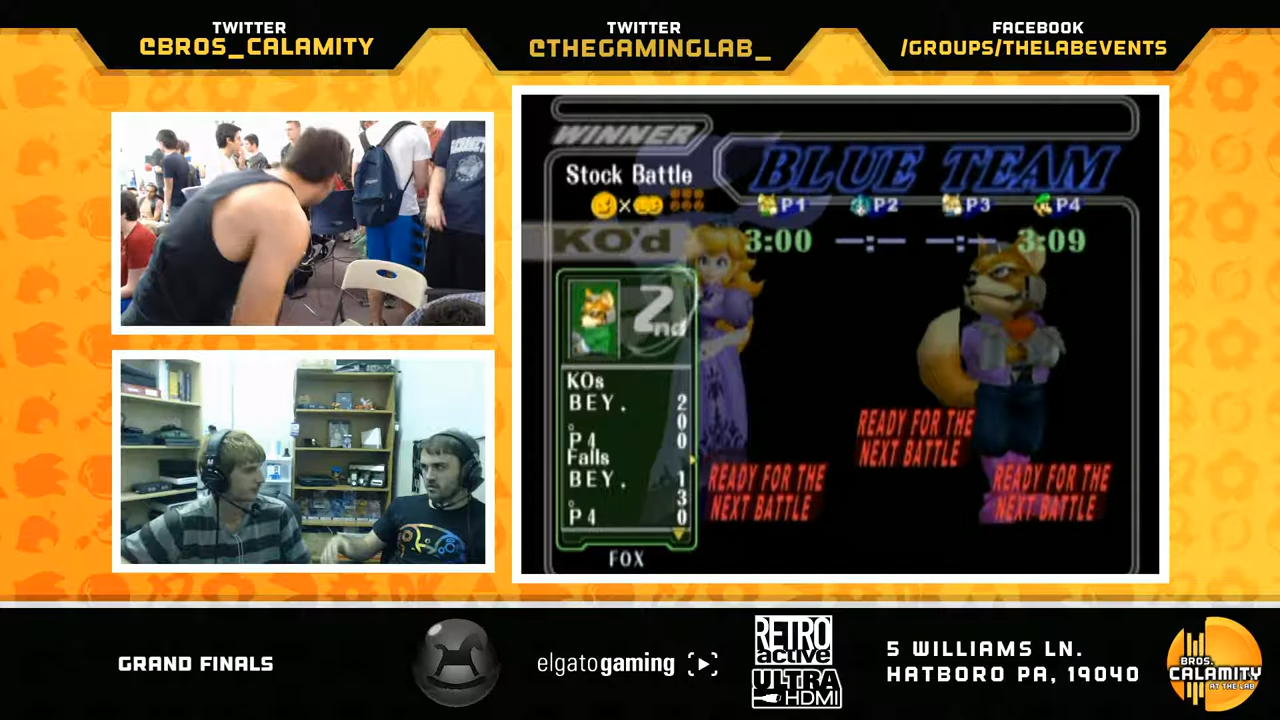 TWITTER
@BROS_CALAMITY
TWITTER
@THEGAMINGLAB_
FACEBOOK
/GROUPS/THELABEVENTS
WINNER
BLUE TEAM
Stock Battle
P1 P2 P3 P4
KO'd
3:00 --:-- --:-- 3:09
2nd
KOs
BEY. 2
0
P4 0
Falls
BEY. 1
3
P4 0
FOX
READY FOR THE
NEXT BATTLE
READY FOR THE
NEXT BATTLE
READY FOR THE
NEXT BATTLE
GRAND FINALS
elgato gaming
RETRO
active
ULTRA
HDMI
5 WILLIAMS LN.
HATBORO PA, 19040
BROS.
CALAMITY
AT THE LAB